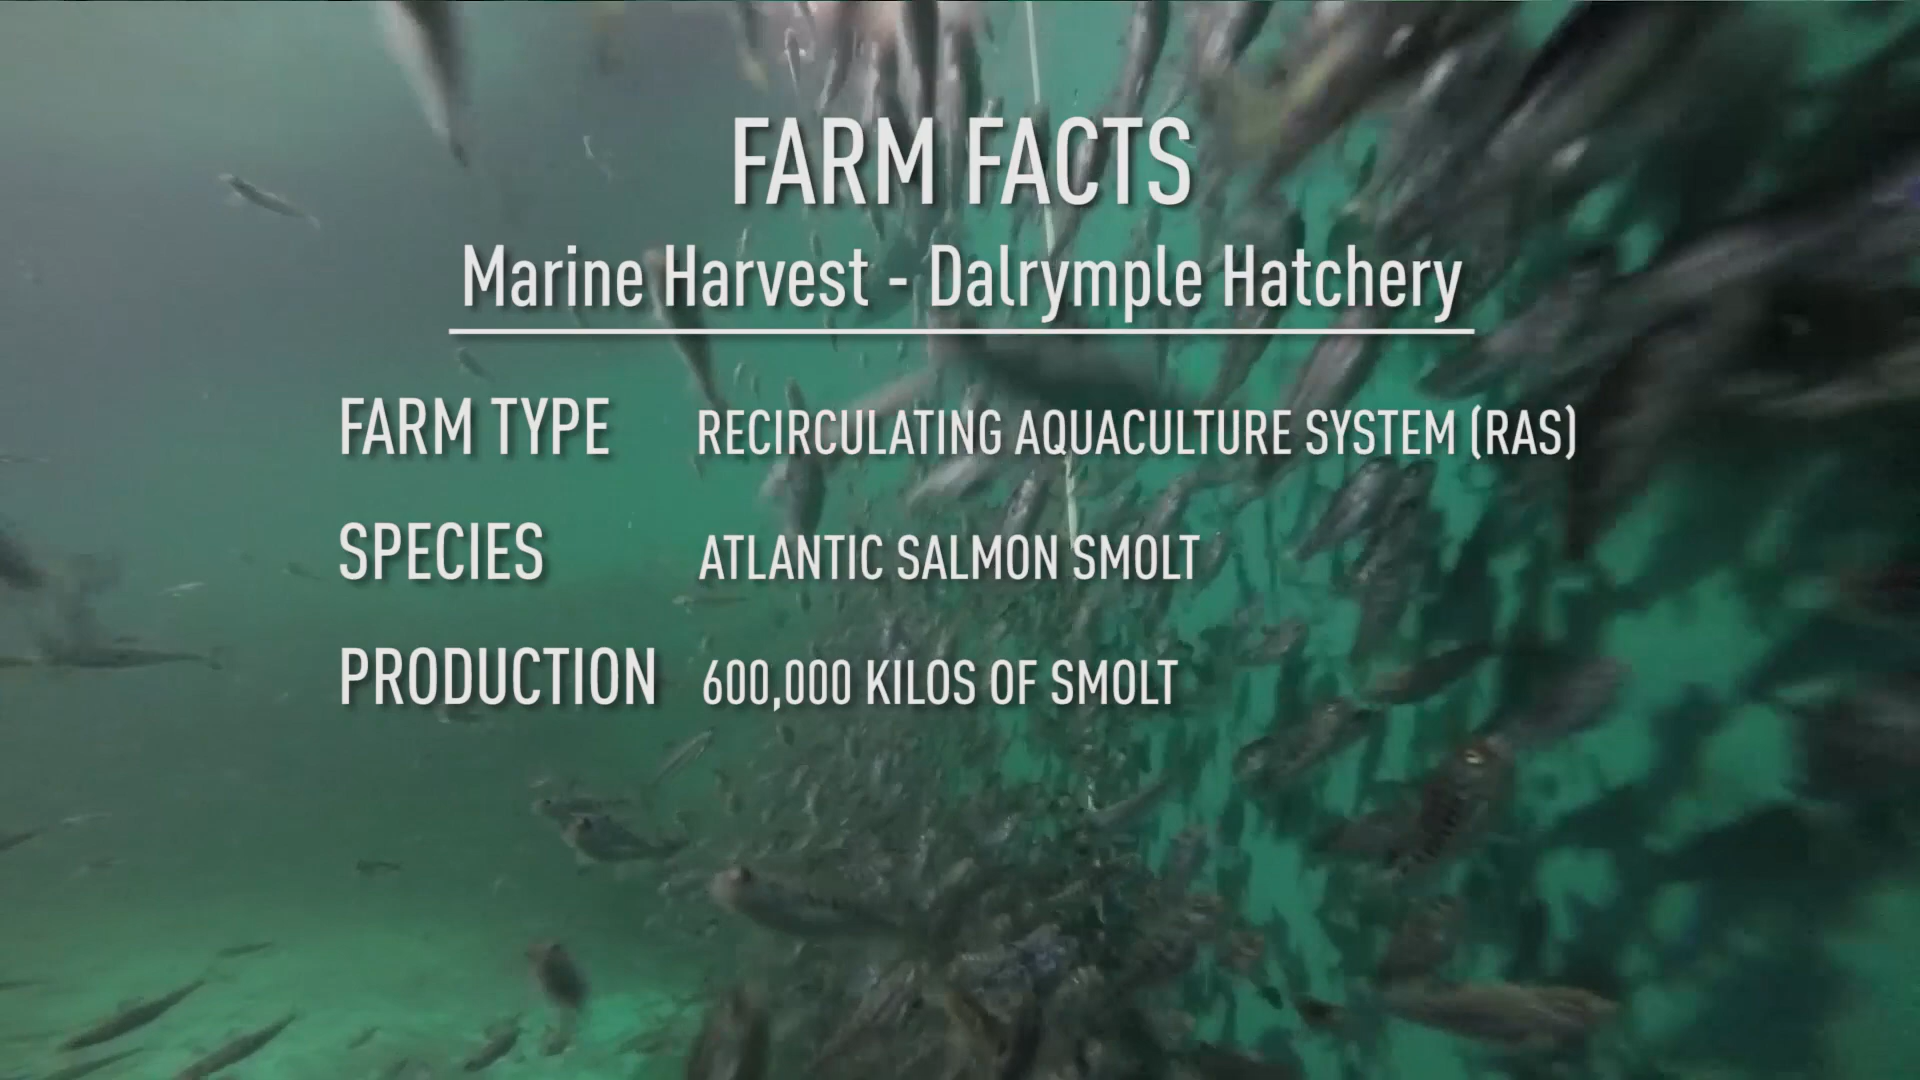 FARM FACTS
Marine Harvest - Dalrymple Hatchery
FARM TYPE RECIRCULATING AQUACULTURE SYSTEM (RAS)
SPECIES ATLANTIC SALMON SMOLT
PRODUCTION 600,000 KILOS OF SMOLT